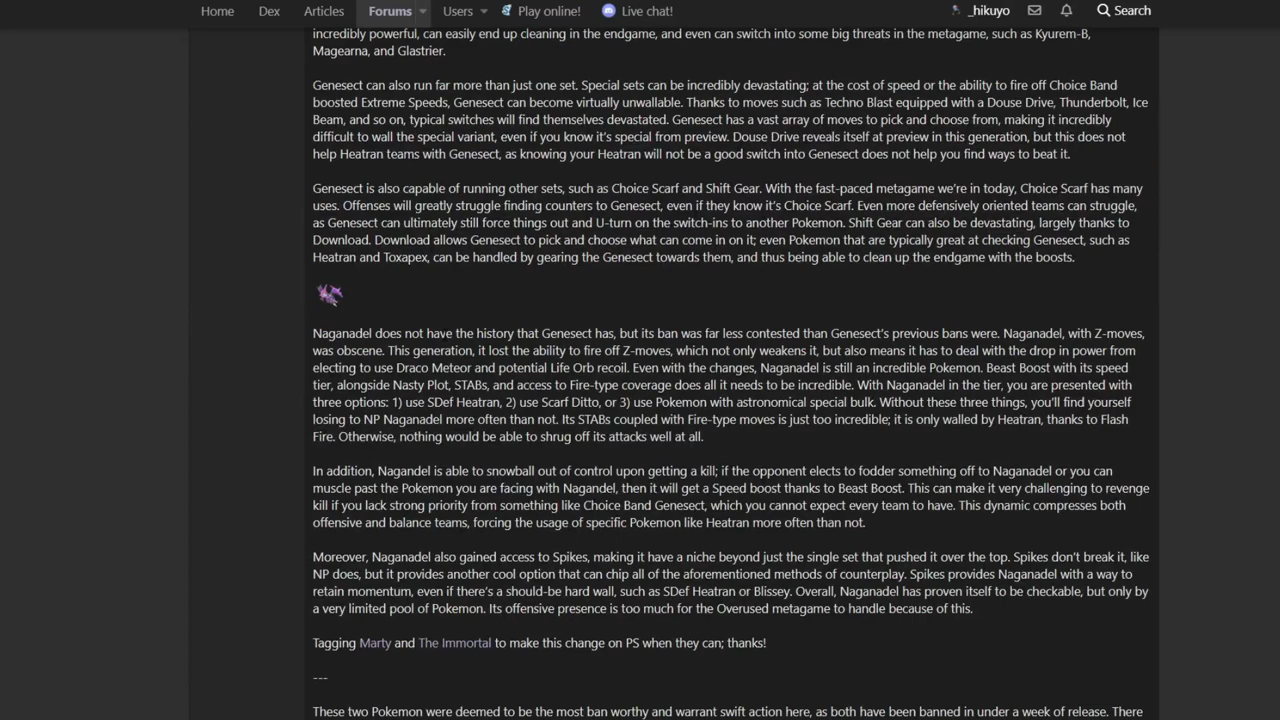 Home Dex Articles Forums Users Play online! Live chat! _hikuyo Search
incredibly powerful, can easily end up cleaning in the endgame, and even can switch into some big threats in the metagame, such as Kyurem-B,
Magearna, and Glastrier.
Genesect can also run far more than just one set. Special sets can be incredibly devastating; at the cost of speed or the ability to fire off Choice Band
boosted Extreme Speeds, Genesect can become virtually unwallable. Thanks to moves such as Techno Blast equipped with a Douse Drive, Thunderbolt, Ice
Beam, and so on, typical switches will find themselves devastated. Genesect has a vast array of moves to pick and choose from, making it incredibly
difficult to wall the special variant, even if you know it's special from preview. Douse Drive reveals itself at preview in this generation, but this does not
help Heatran teams with Genesect, as knowing your Heatran will not be a good switch into Genesect does not help you find ways to beat it.
Genesect is also capable of running other sets, such as Choice Scarf and Shift Gear. With the fast-paced metagame we're in today, Choice Scarf has many
uses. Offenses will greatly struggle finding counters to Genesect, even if they know it's Choice Scarf. Even more defensively oriented teams can struggle,
as Genesect can ultimately still force things out and U-turn on the switch-ins to another Pokemon. Shift Gear can also be devastating, largely thanks to
Download. Download allows Genesect to pick and choose what can come in on it; even Pokemon that are typically great at checking Genesect, such as
Heatran and Toxapex, can be handled by gearing the Genesect towards them, and thus being able to clean up the endgame with the boosts.
Naganadel does not have the history that Genesect has, but its ban was far less contested than Genesect's previous bans were. Naganadel, with Z-moves,
was obscene. This generation, it lost the ability to fire off Z-moves, which not only weakens it, but also means it has to deal with the drop in power from
electing to use Draco Meteor and potential Life Orb recoil. Even with the changes, Naganadel is still an incredible Pokemon. Beast Boost with its speed
tier, alongside Nasty Plot, STABs, and access to Fire-type coverage does all it needs to be incredible. With Naganadel in the tier, you are presented with
three options: 1) use SDef Heatran, 2) use Scarf Ditto, or 3) use Pokemon with astronomical special bulk. Without these three things, you'll find yourself
losing to NP Naganadel more often than not. Its STABs coupled with Fire-type moves is just too incredible; it is only walled by Heatran, thanks to Flash
Fire. Otherwise, nothing would be able to shrug off its attacks well at all.
In addition, Nagandel is able to snowball out of control upon getting a kill; if the opponent elects to fodder something off to Naganadel or you can
muscle past the Pokemon you are facing with Nagandel, then it will get a Speed boost thanks to Beast Boost. This can make it very challenging to revenge
kill if you lack strong priority from something like Choice Band Genesect, which you cannot expect every team to have. This dynamic compresses both
offensive and balance teams, forcing the usage of specific Pokemon like Heatran more often than not.
Moreover, Naganadel also gained access to Spikes, making it have a niche beyond just the single set that pushed it over the top. Spikes don't break it, like
NP does, but it provides another cool option that can chip all of the aforementioned methods of counterplay. Spikes provides Naganadel with a way to
retain momentum, even if there's a should-be hard wall, such as SDef Heatran or Blissey. Overall, Naganadel has proven itself to be checkable, but only by
a very limited pool of Pokemon. Its offensive presence is too much for the Overused metagame to handle because of this.
Tagging Marty and The Immortal to make this change on PS when they can; thanks!
---
These two Pokemon were deemed to be the most ban worthy and warrant swift action here, as both have been banned in under a week of release. There